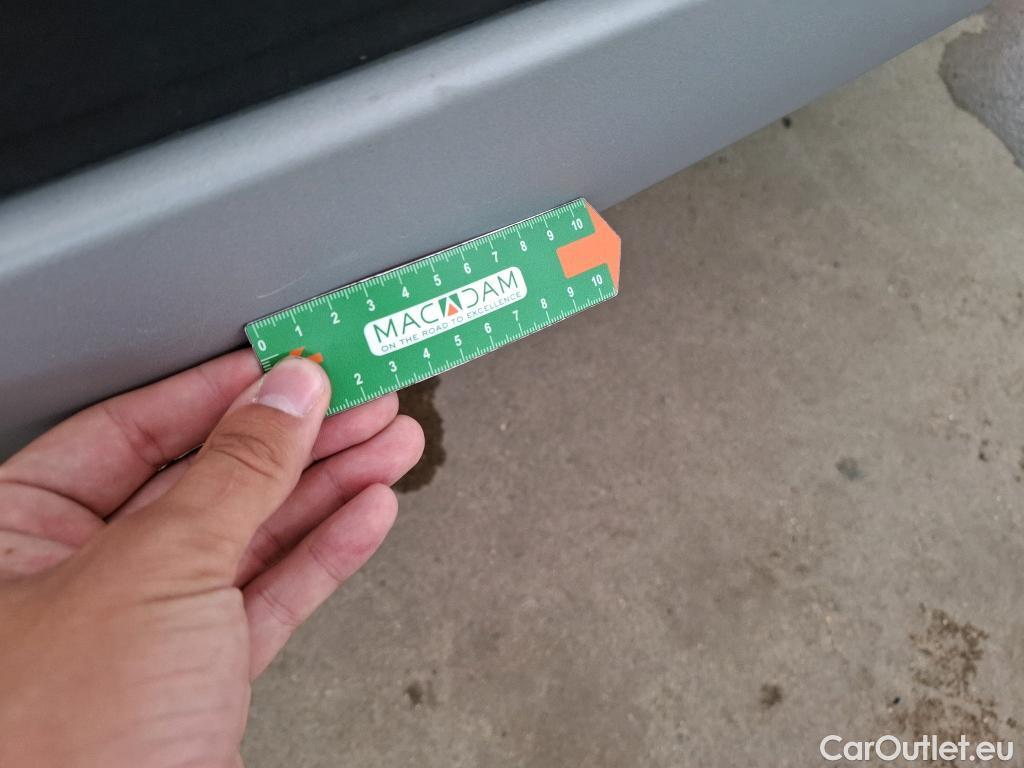 0 1 2 3 4 5 6 7 8 9 10
MACADAM
ON THE ROAD TO EXCELLENCE
2 3 4 5 6 7 8 9 10
CarOutlet.eu